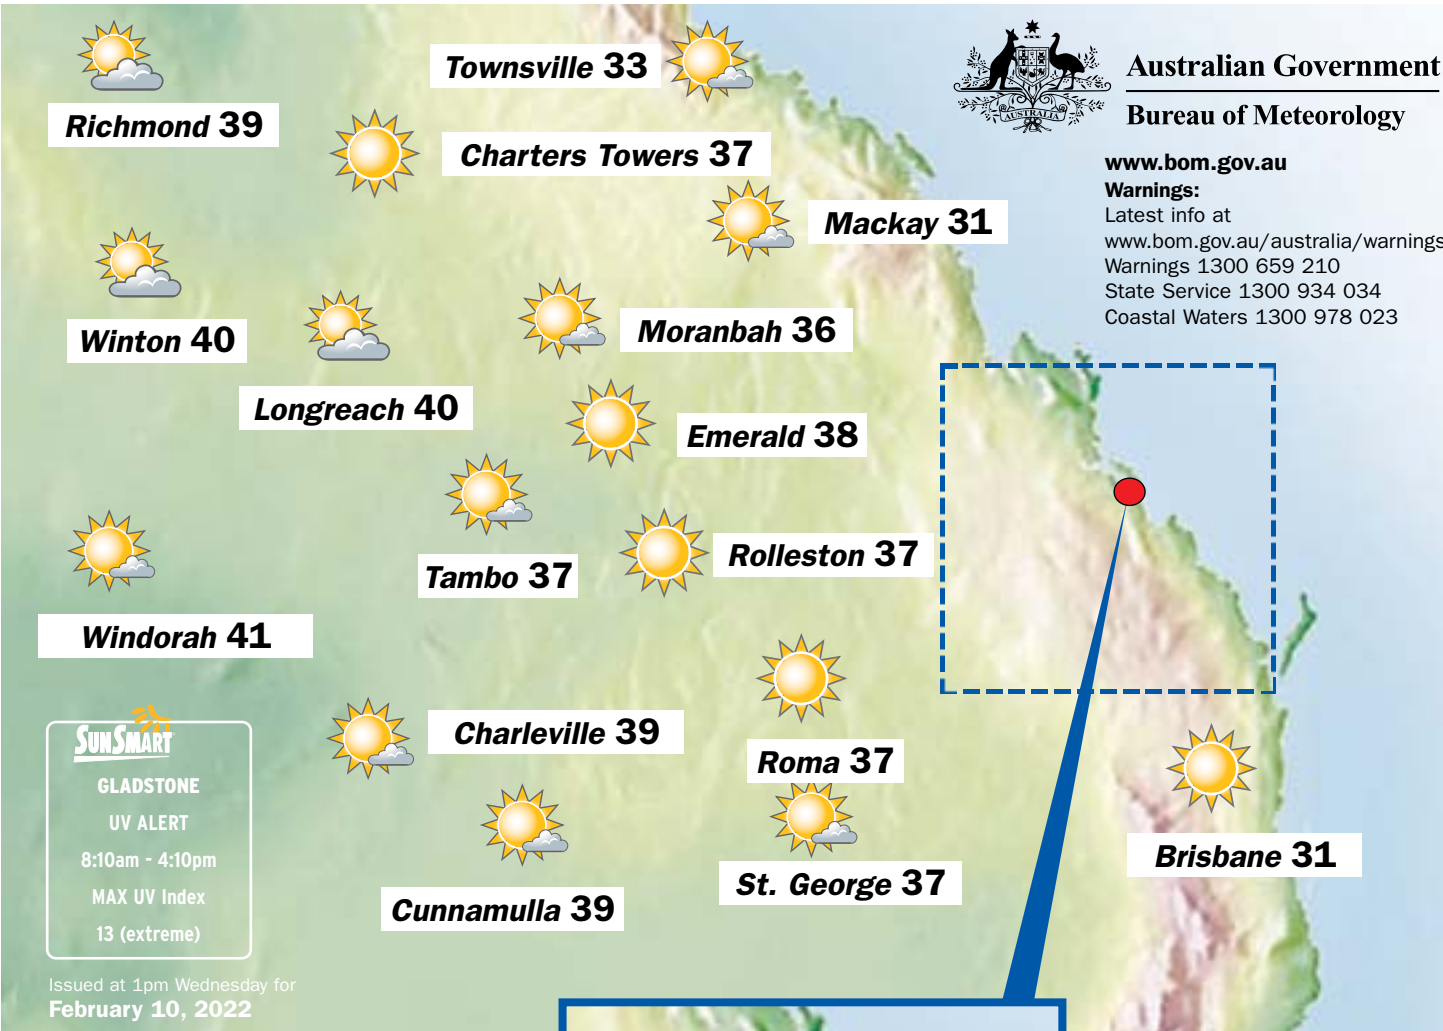 Richmond 39
Townsville 33
Charters Towers 37
Mackay 31
Winton 40
Longreach 40
Moranbah 36
Emerald 38
Tambo 37
Rolleston 37
Windorah 41
Charleville 39
Roma 37
Cunnamulla 39
St. George 37
Brisbane 31
AUSTRALIA
Australian Government
Bureau of Meteorology
www.bom.gov.au
Warnings:
Latest info at
www.bom.gov.au/australia/warnings
Warnings 1300 659 210
State Service 1300 934 034
Coastal Waters 1300 978 023
SUNSMART
GLADSTONE
UV ALERT
8:10am - 4:10pm
MAX UV Index
13 (extreme)
Issued at 1pm Wednesday for
February 10, 2022